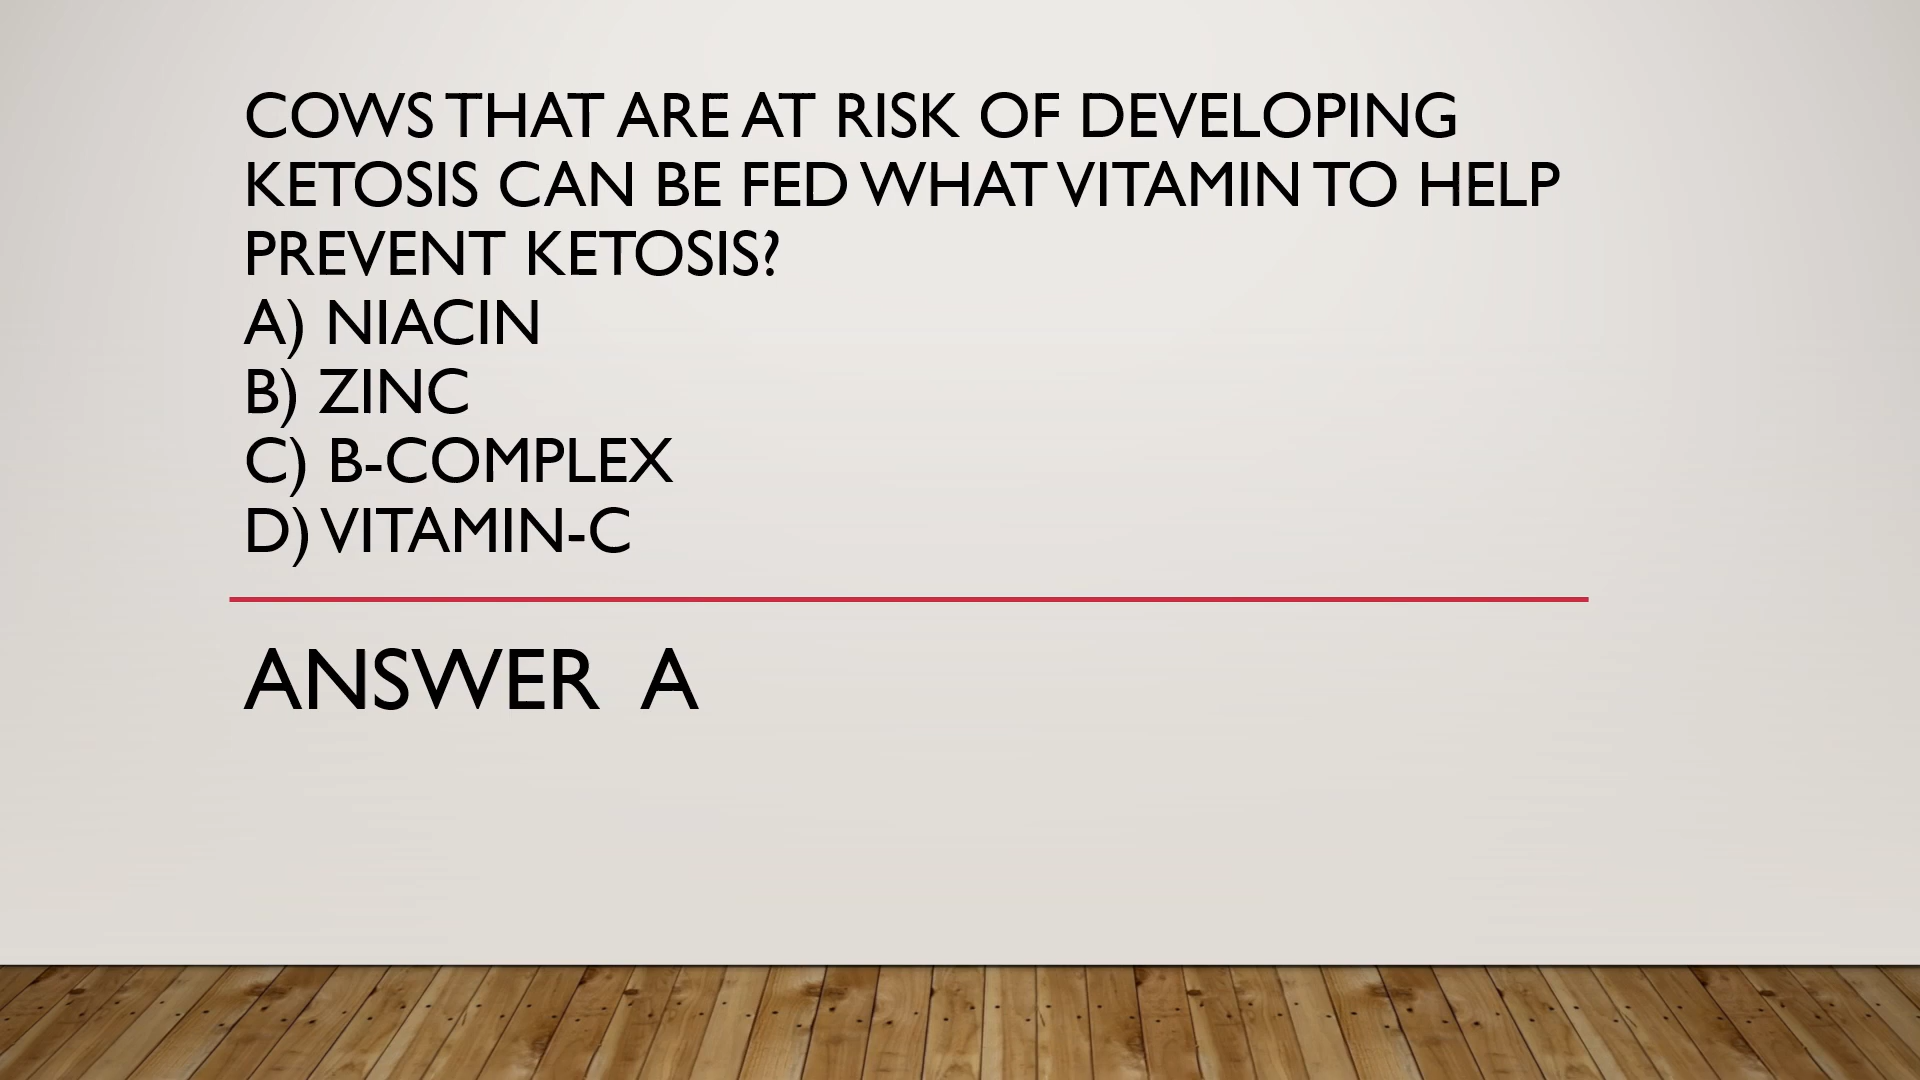 COWS THAT ARE AT RISK OF DEVELOPING
KETOSIS CAN BE FED WHAT VITAMIN TO HELP
PREVENT KETOSIS?
A) NIACIN
B) ZINC
C) B-COMPLEX
D) VITAMIN-C
ANSWER A